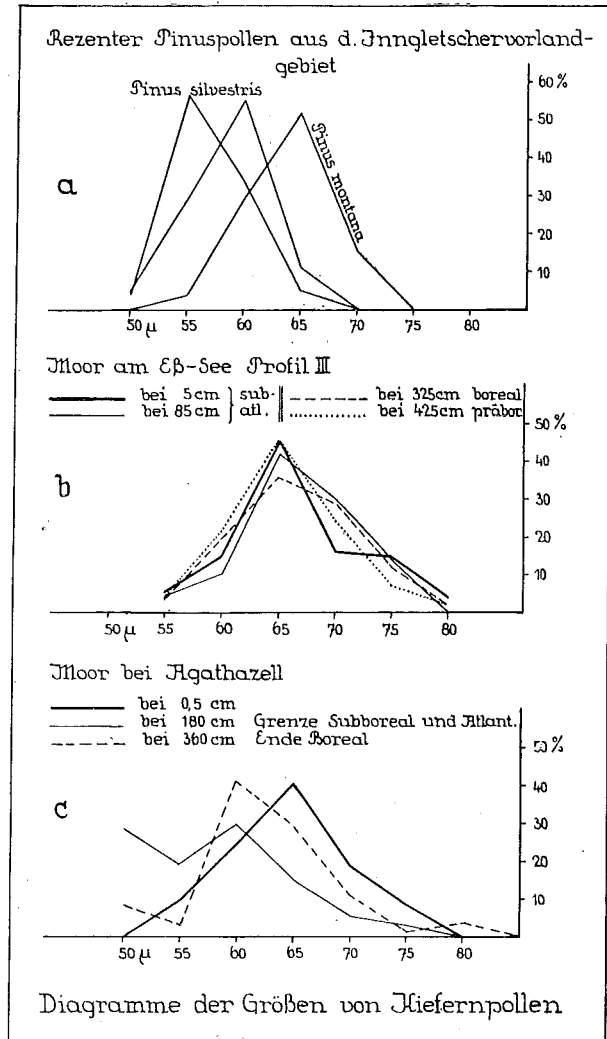 Rezenter Pinuspollen aus d. Inngletschervorland-
gebiet
Pinus silvestris
Pinus montana
60 %
50
40
30
20
10
a
50 µ 55 60 65 70 75 80
Moor am Eß-See Profil III
bei 5 cm } sub-
bei 85 cm } atl.
bei 325 cm boreal
bei 425 cm präbor
50 %
40
30
20
10
b
50 µ 55 60 65 70 75 80
Moor bei Agathazell
bei 0,5 cm
bei 180 cm Grenze Subboreal und Atlant.
bei 360 cm Ende Boreal
50 %
40
30
20
10
c
50 µ 55 60 65 70 75 80
Diagramme der Größen von Kiefernpollen